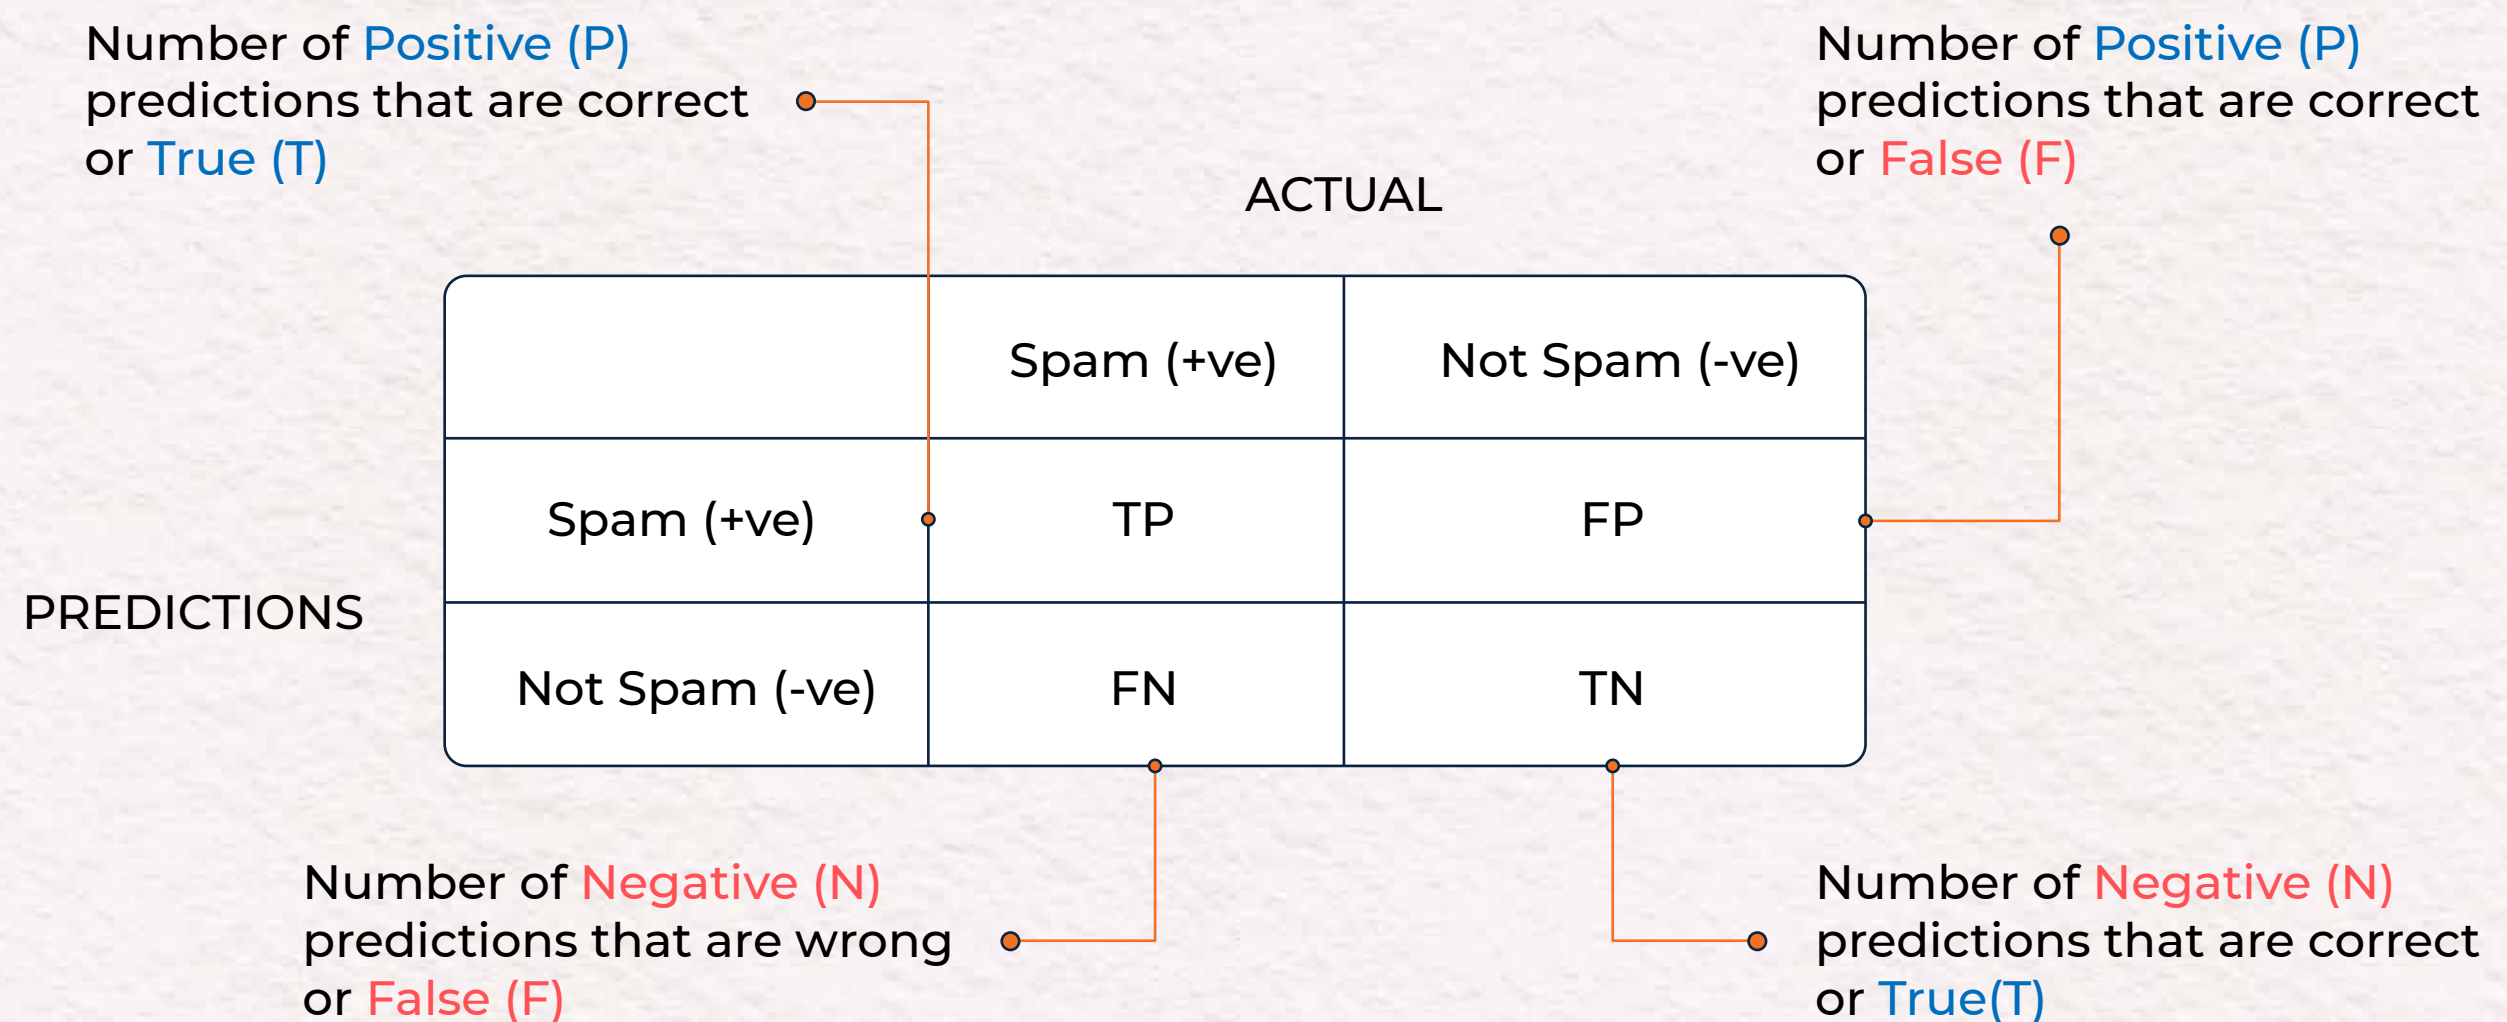 Number of Positive (P)
predictions that are correct
or True (T)
Number of Positive (P)
predictions that are correct
or False (F)
ACTUAL
Spam (+ve) Not Spam (-ve)
Spam (+ve) TP FP
PREDICTIONS
Not Spam (-ve) FN TN
Number of Negative (N)
predictions that are wrong
or False (F)
Number of Negative (N)
predictions that are correct
or True(T)